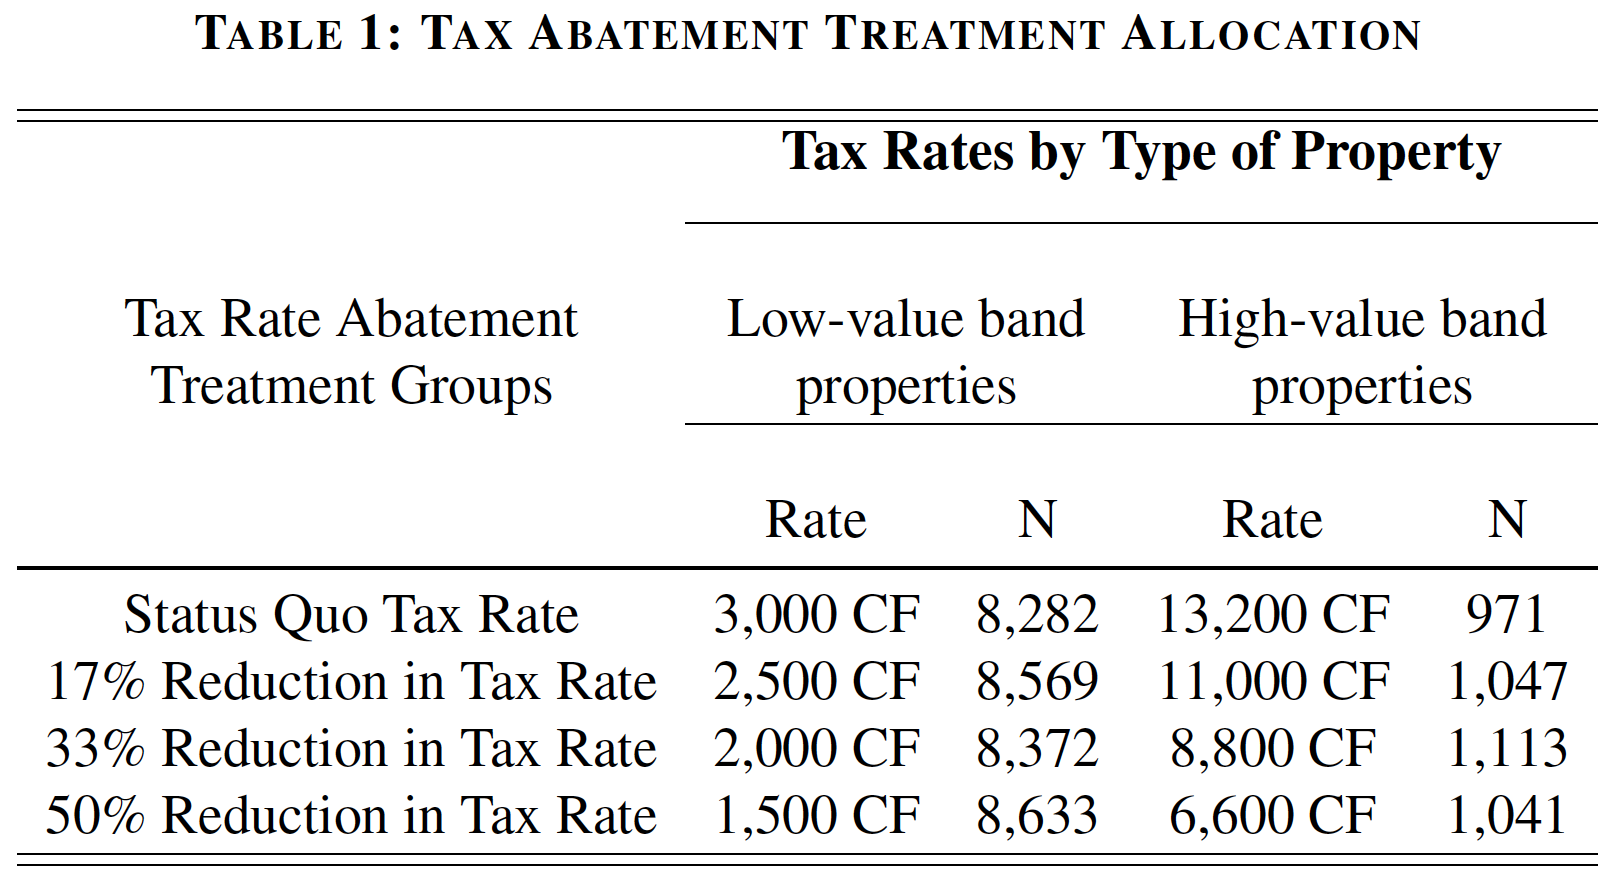 TABLE 1: TAX ABATEMENT TREATMENT ALLOCATION
Tax Rates by Type of Property
Tax Rate Abatement Low-value band High-value band
Treatment Groups properties properties
Rate N Rate N
Status Quo Tax Rate 3,000 CF 8,282 13,200 CF 971
17% Reduction in Tax Rate 2,500 CF 8,569 11,000 CF 1,047
33% Reduction in Tax Rate 2,000 CF 8,372 8,800 CF 1,113
50% Reduction in Tax Rate 1,500 CF 8,633 6,600 CF 1,041